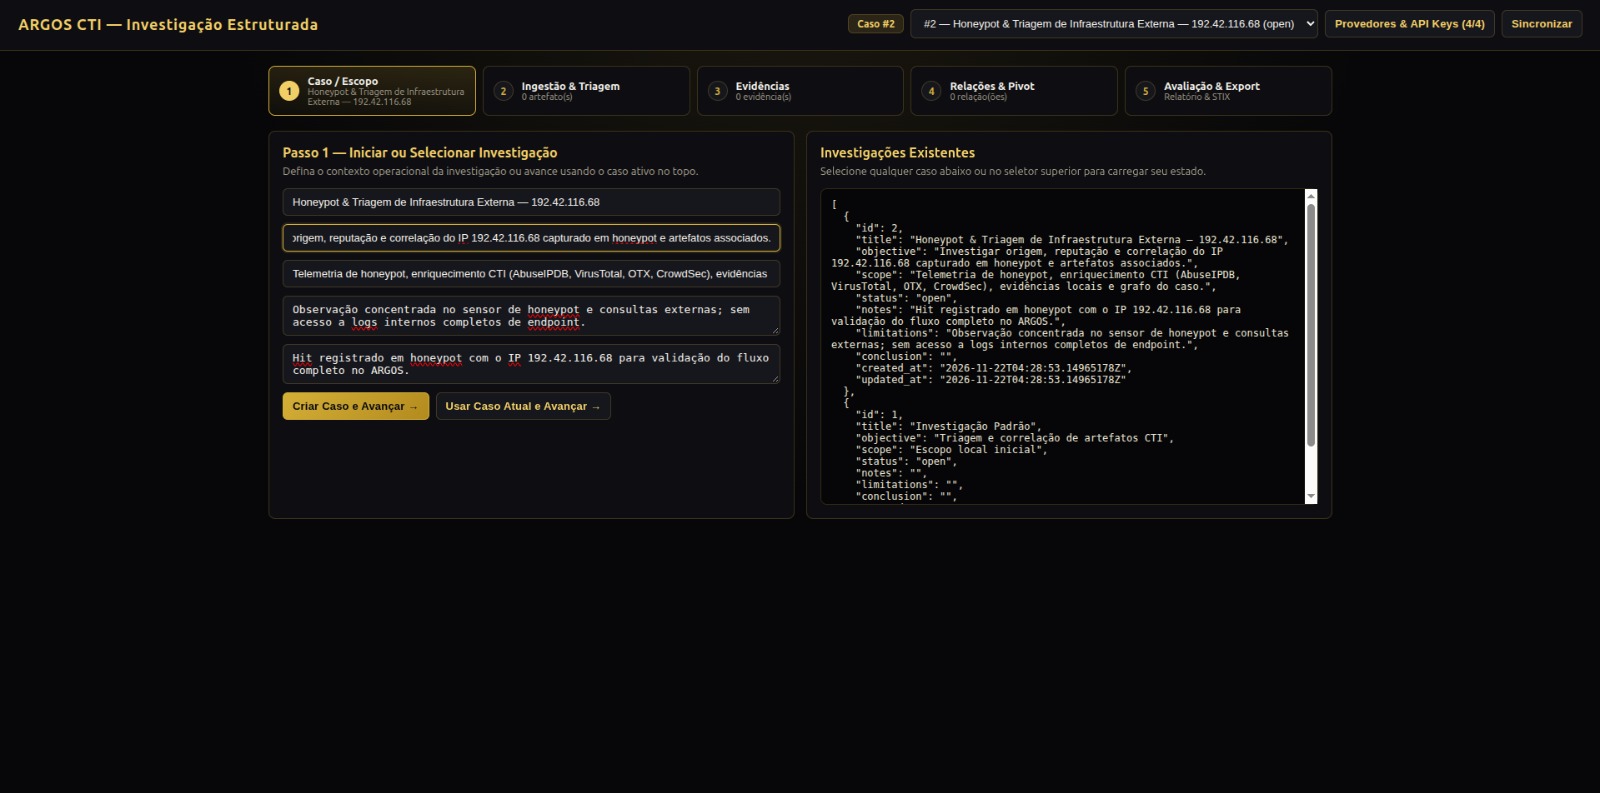 ARGOS CTI — Investigação Estruturada
Caso #2
#2 — Honeypot & Triagem de Infraestrutura Externa — 192.42.116.68 (open)
Provedores & API Keys (4/4)
Sincronizar
1
Caso / Escopo
Honeypot & Triagem de Infraestrutura
Externa — 192.42.116.68
2
Ingestão & Triagem
0 artefato(s)
3
Evidências
0 evidência(s)
4
Relações & Pivot
0 relação(ões)
5
Avaliação & Export
Relatório & STIX
Passo 1 — Iniciar ou Selecionar Investigação
Defina o contexto operacional da investigação ou avance usando o caso ativo no topo.
Honeypot & Triagem de Infraestrutura Externa — 192.42.116.68
origem, reputação e correlação do IP 192.42.116.68 capturado em honeypot e artefatos associados.
Telemetria de honeypot, enriquecimento CTI (AbuseIPDB, VirusTotal, OTX, CrowdSec), evidências
Observação concentrada no sensor de honeypot e consultas externas; sem
acesso a logs internos completos de endpoint.
Hit registrado em honeypot com o IP 192.42.116.68 para validação do fluxo
completo no ARGOS.
Criar Caso e Avançar →
Usar Caso Atual e Avançar →
Investigações Existentes
Selecione qualquer caso abaixo ou no seletor superior para carregar seu estado.
[
{
"id": 2,
"title": "Honeypot & Triagem de Infraestrutura Externa — 192.42.116.68",
"objective": "Investigar origem, reputação e correlação do IP
192.42.116.68 capturado em honeypot e artefatos associados.",
"scope": "Telemetria de honeypot, enriquecimento CTI (AbuseIPDB,
VirusTotal, OTX, CrowdSec), evidências locais e grafo do caso.",
"status": "open",
"notes": "Hit registrado em honeypot com o IP 192.42.116.68 para
validação do fluxo completo no ARGOS.",
"limitations": "Observação concentrada no sensor de honeypot e consultas
externas; sem acesso a logs internos completos de endpoint.",
"conclusion": "",
"created_at": "2026-11-22T04:28:53.14965178Z",
"updated_at": "2026-11-22T04:28:53.14965178Z"
},
{
"id": 1,
"title": "Investigação Padrão",
"objective": "Triagem e correlação de artefatos CTI",
"scope": "Escopo local inicial",
"status": "open",
"notes": "",
"limitations": "",
"conclusion": "",